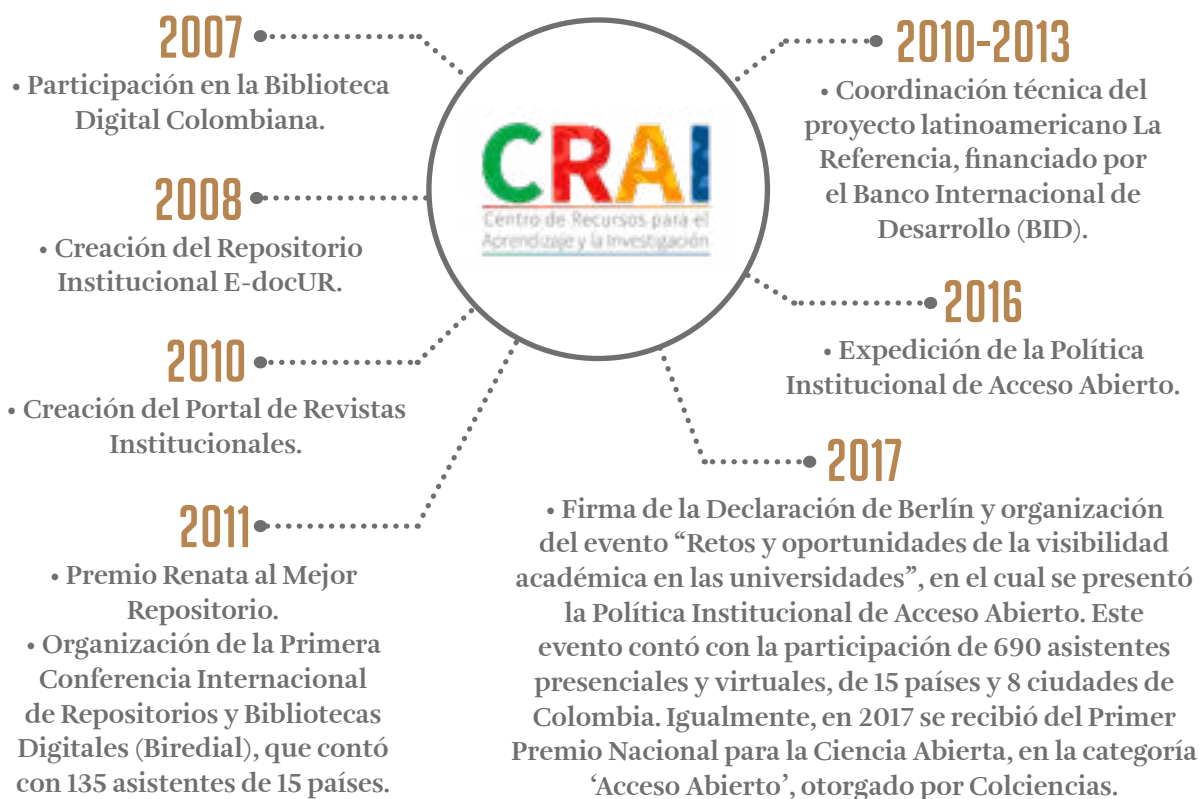 2007
• Participación en la Biblioteca
Digital Colombiana.
2008
• Creación del Repositorio
Institucional E-docUR.
2010
• Creación del Portal de Revistas
Institucionales.
2011
• Premio Renata al Mejor
Repositorio.
• Organización de la Primera
Conferencia Internacional
de Repositorios y Bibliotecas
Digitales (Biredial), que contó
con 135 asistentes de 15 países.
CRAI
Centro de Recursos para el
Aprendizaje y la Investigación
2010-2013
• Coordinación técnica del
proyecto latinoamericano La
Referencia, financiado por
el Banco Internacional de
Desarrollo (BID).
2016
• Expedición de la Política
Institucional de Acceso Abierto.
2017
• Firma de la Declaración de Berlín y organización
del evento “Retos y oportunidades de la visibilidad
académica en las universidades”, en el cual se presentó
la Política Institucional de Acceso Abierto. Este
evento contó con la participación de 690 asistentes
presenciales y virtuales, de 15 países y 8 ciudades de
Colombia. Igualmente, en 2017 se recibió del Primer
Premio Nacional para la Ciencia Abierta, en la categoría
‘Acceso Abierto’, otorgado por Colciencias.